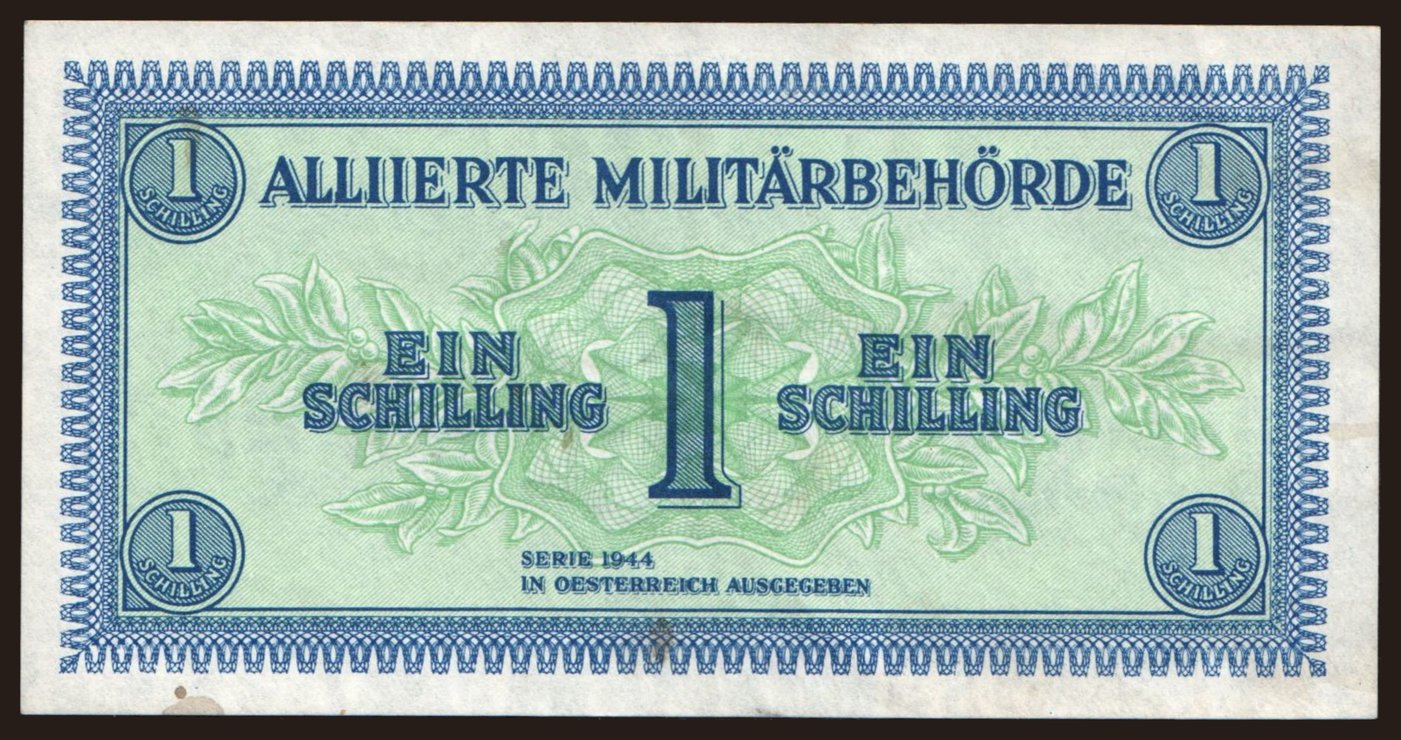 1
SCHILLING
ALLIIERTE MILITÄRBEHÖRDE
1
SCHILLING
EIN
SCHILLING
1
EIN
SCHILLING
1
SCHILLING
SERIE 1944
IN OESTERREICH AUSGEGEBEN
1
SCHILLING